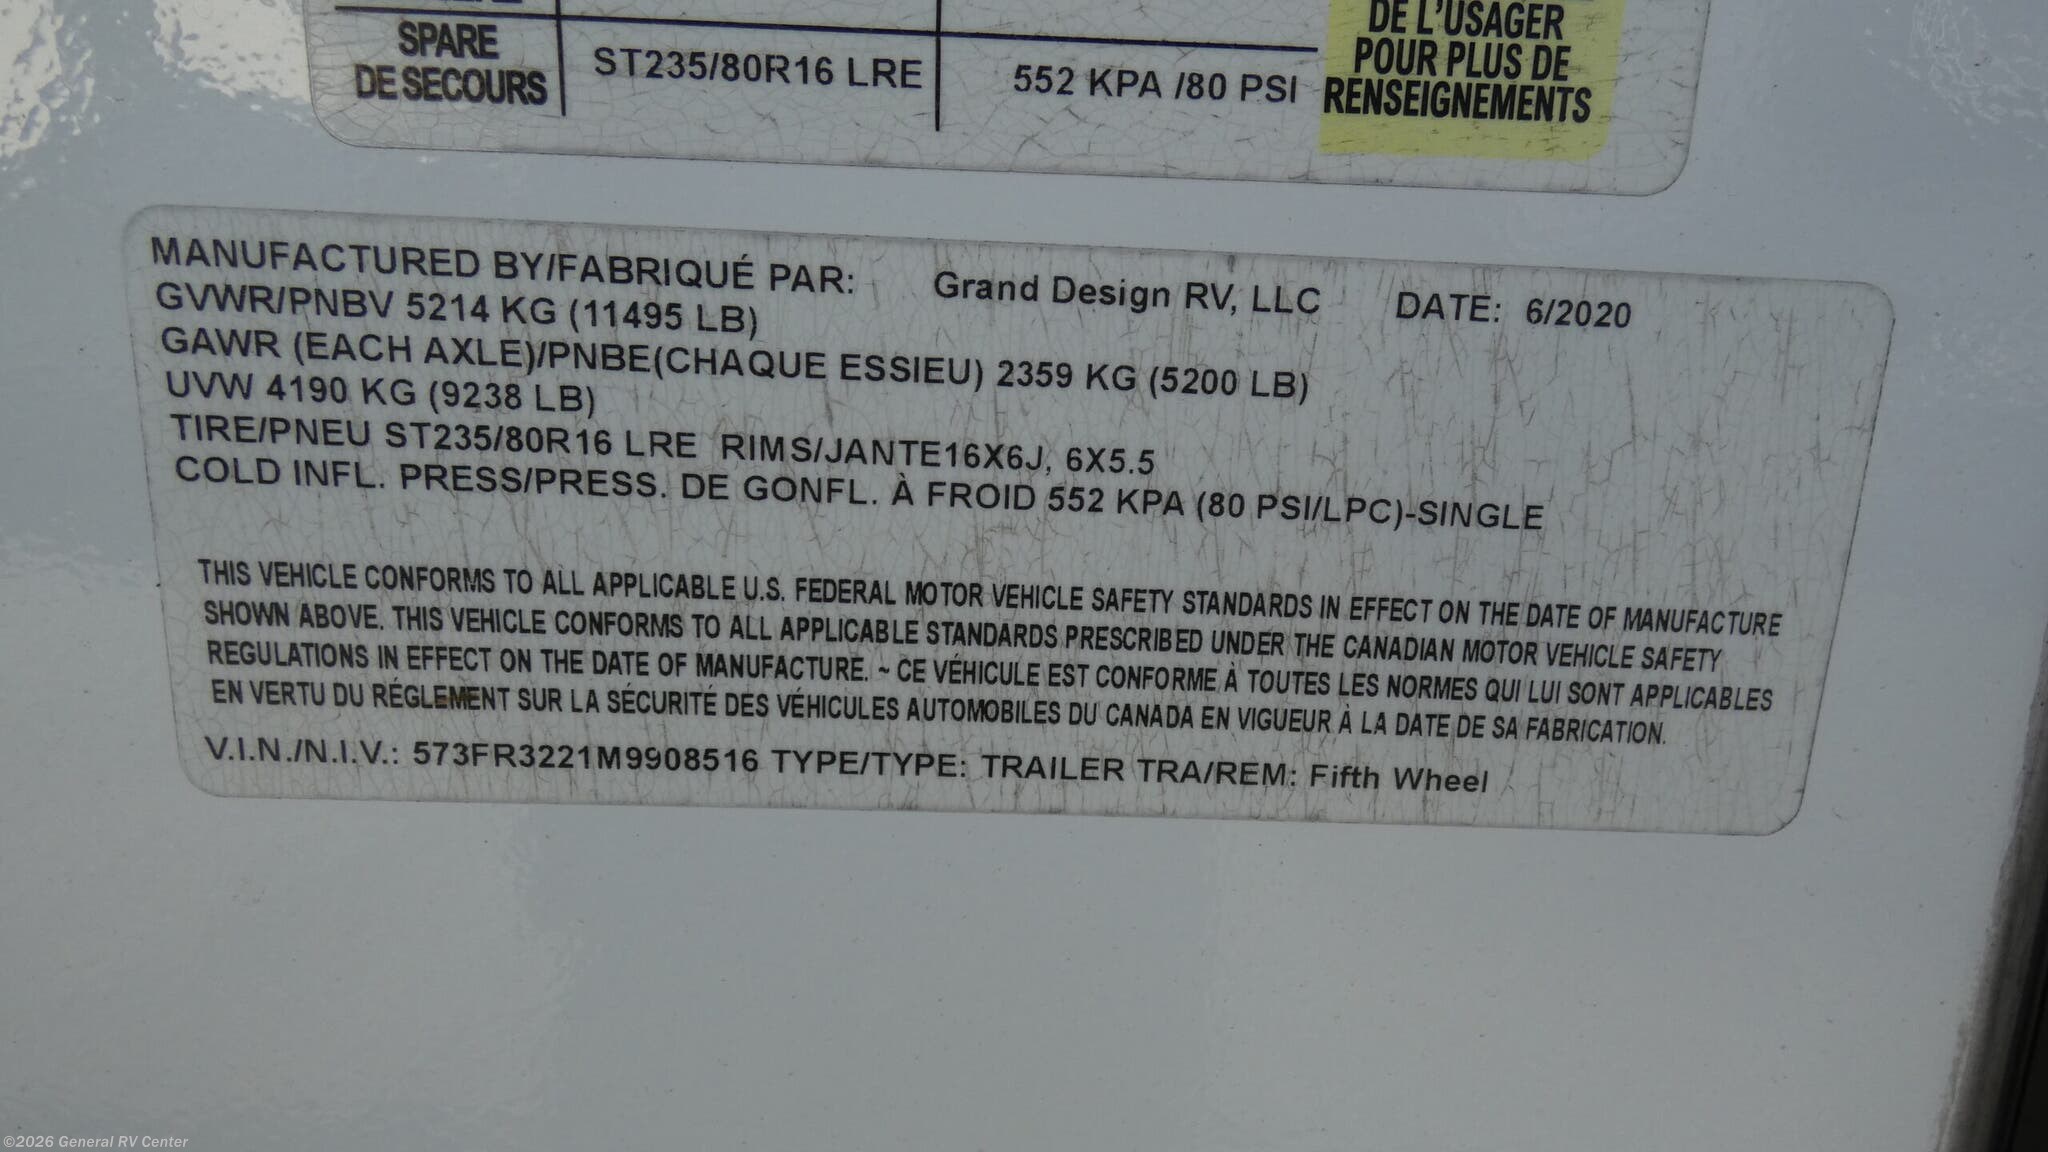 SPARE
DE SECOURS
ST235/80R16 LRE
552 KPA /80 PSI
DE L'USAGER
POUR PLUS DE
RENSEIGNEMENTS
MANUFACTURED BY/FABRIQUÉ PAR: Grand Design RV, LLC DATE: 6/2020
GVWR/PNBV 5214 KG (11495 LB)
GAWR (EACH AXLE)/PNBE(CHAQUE ESSIEU) 2359 KG (5200 LB)
UVW 4190 KG (9238 LB)
TIRE/PNEU ST235/80R16 LRE RIMS/JANTE16X6J, 6X5.5
COLD INFL. PRESS/PRESS. DE GONFL. À FROID 552 KPA (80 PSI/LPC)-SINGLE
THIS VEHICLE CONFORMS TO ALL APPLICABLE U.S. FEDERAL MOTOR VEHICLE SAFETY STANDARDS IN EFFECT ON THE DATE OF MANUFACTURE
SHOWN ABOVE. THIS VEHICLE CONFORMS TO ALL APPLICABLE STANDARDS PRESCRIBED UNDER THE CANADIAN MOTOR VEHICLE SAFETY
REGULATIONS IN EFFECT ON THE DATE OF MANUFACTURE. ~ CE VÉHICULE EST CONFORME À TOUTES LES NORMES QUI LUI SONT APPLICABLES
EN VERTU DU RÉGLEMENT SUR LA SÉCURITÉ DES VÉHICULES AUTOMOBILES DU CANADA EN VIGUEUR À LA DATE DE SA FABRICATION.
V.I.N./N.I.V.: 573FR3221M9908516 TYPE/TYPE: TRAILER TRA/REM: Fifth Wheel
©2026 General RV Center